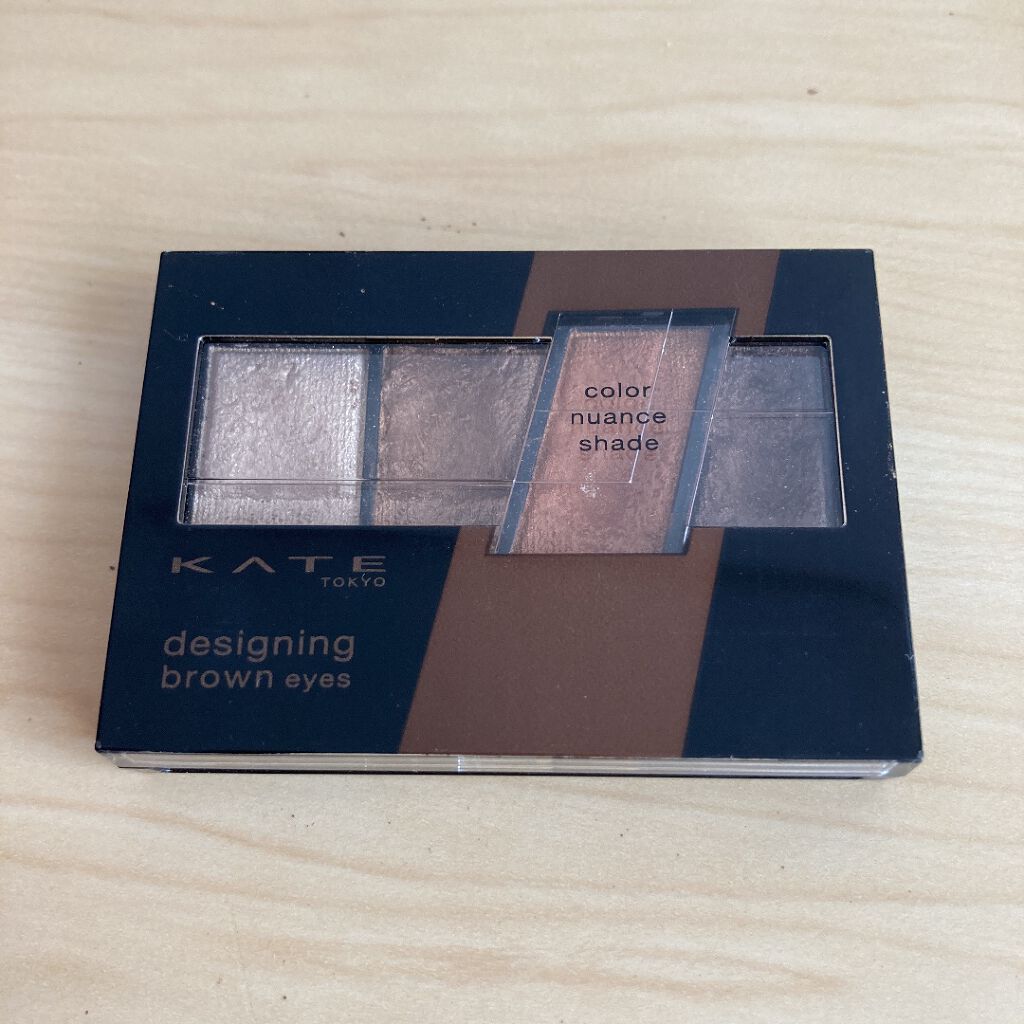 color
nuance
shade
KATE
TOKYO
designing
brown eyes